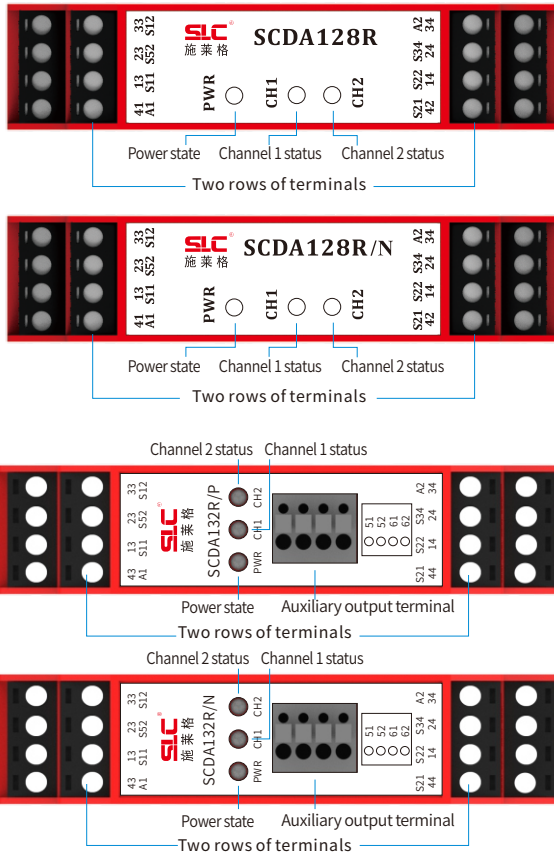 33 23 13 41
S12 S52 S11 A1
SLC®
施莱格
SCDA128R
PWR CH1 CH2
A2 S34 S22 S21
34 24 14 42
Power state Channel 1 status Channel 2 status
Two rows of terminals
33 23 13 41
S12 S52 S11 A1
SLC®
施莱格
SCDA128R/N
PWR CH1 CH2
A2 S34 S22 S21
34 24 14 42
Power state Channel 1 status Channel 2 status
Two rows of terminals
Channel 2 status Channel 1 status
33 23 13 43
S12 S52 S11 A1
SLC®
施莱格
SCDA132R/P
PWR CH1 CH2
51 52 61 62
A2 S34 S22 S21
34 24 14 44
Power state Auxiliary output terminal
Two rows of terminals
Channel 2 status Channel 1 status
33 23 13 43
S12 S52 S11 A1
SLC®
施莱格
SCDA132R/N
PWR CH1 CH2
51 52 61 62
A2 S34 S22 S21
34 24 14 44
Power state Auxiliary output terminal
Two rows of terminals